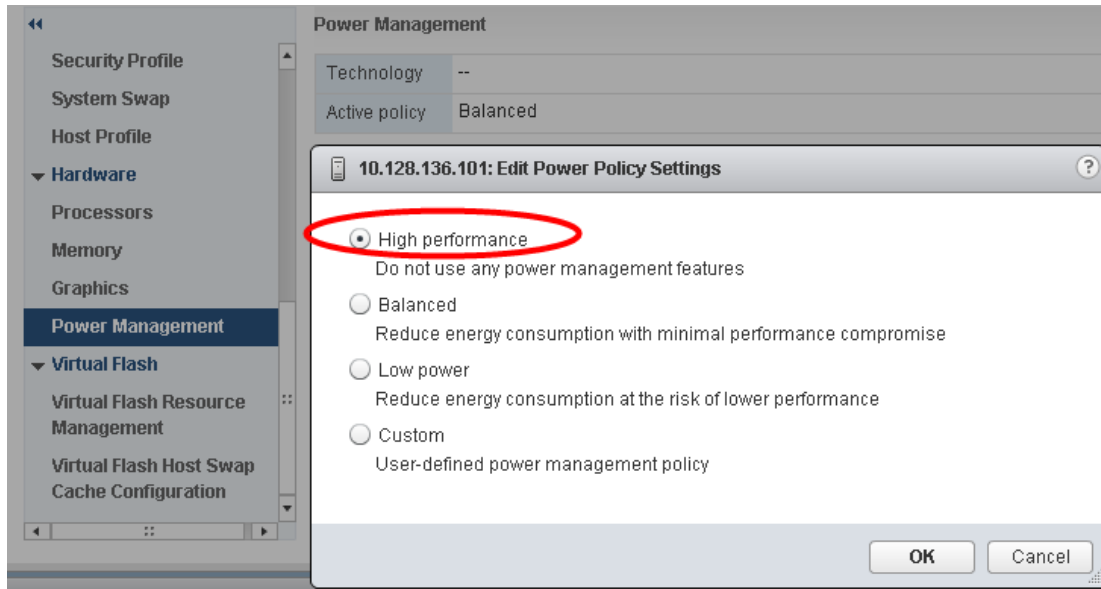 Security Profile
System Swap
Host Profile
Hardware
Processors
Memory
Graphics
Power Management
Virtual Flash
Virtual Flash Resource
Management
Virtual Flash Host Swap
Cache Configuration
Power Management
Technology --
Active policy Balanced
10.128.136.101: Edit Power Policy Settings ?
High performance
Do not use any power management features
Balanced
Reduce energy consumption with minimal performance compromise
Low power
Reduce energy consumption at the risk of lower performance
Custom
User-defined power management policy
OK Cancel